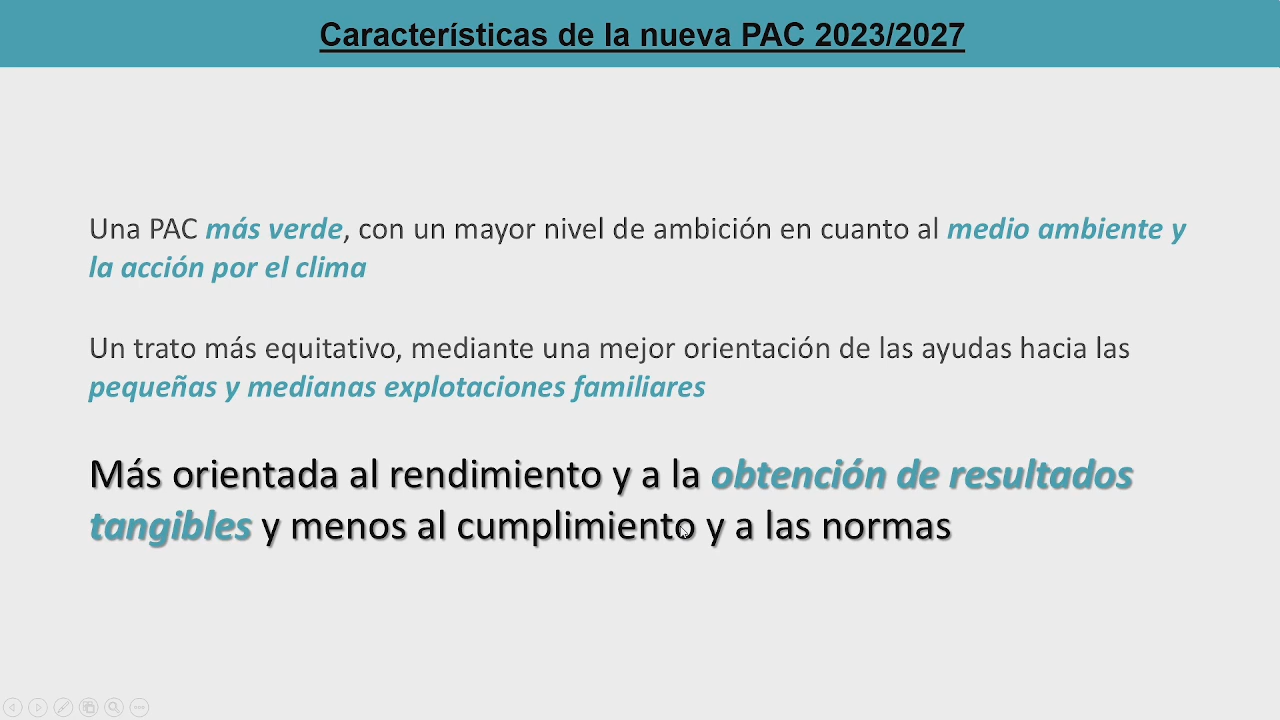 Características de la nueva PAC 2023/2027
Una PAC más verde, con un mayor nivel de ambición en cuanto al medio ambiente y
la acción por el clima
Un trato más equitativo, mediante una mejor orientación de las ayudas hacia las
pequeñas y medianas explotaciones familiares
Más orientada al rendimiento y a la obtención de resultados
tangibles y menos al cumplimiento y a las normas